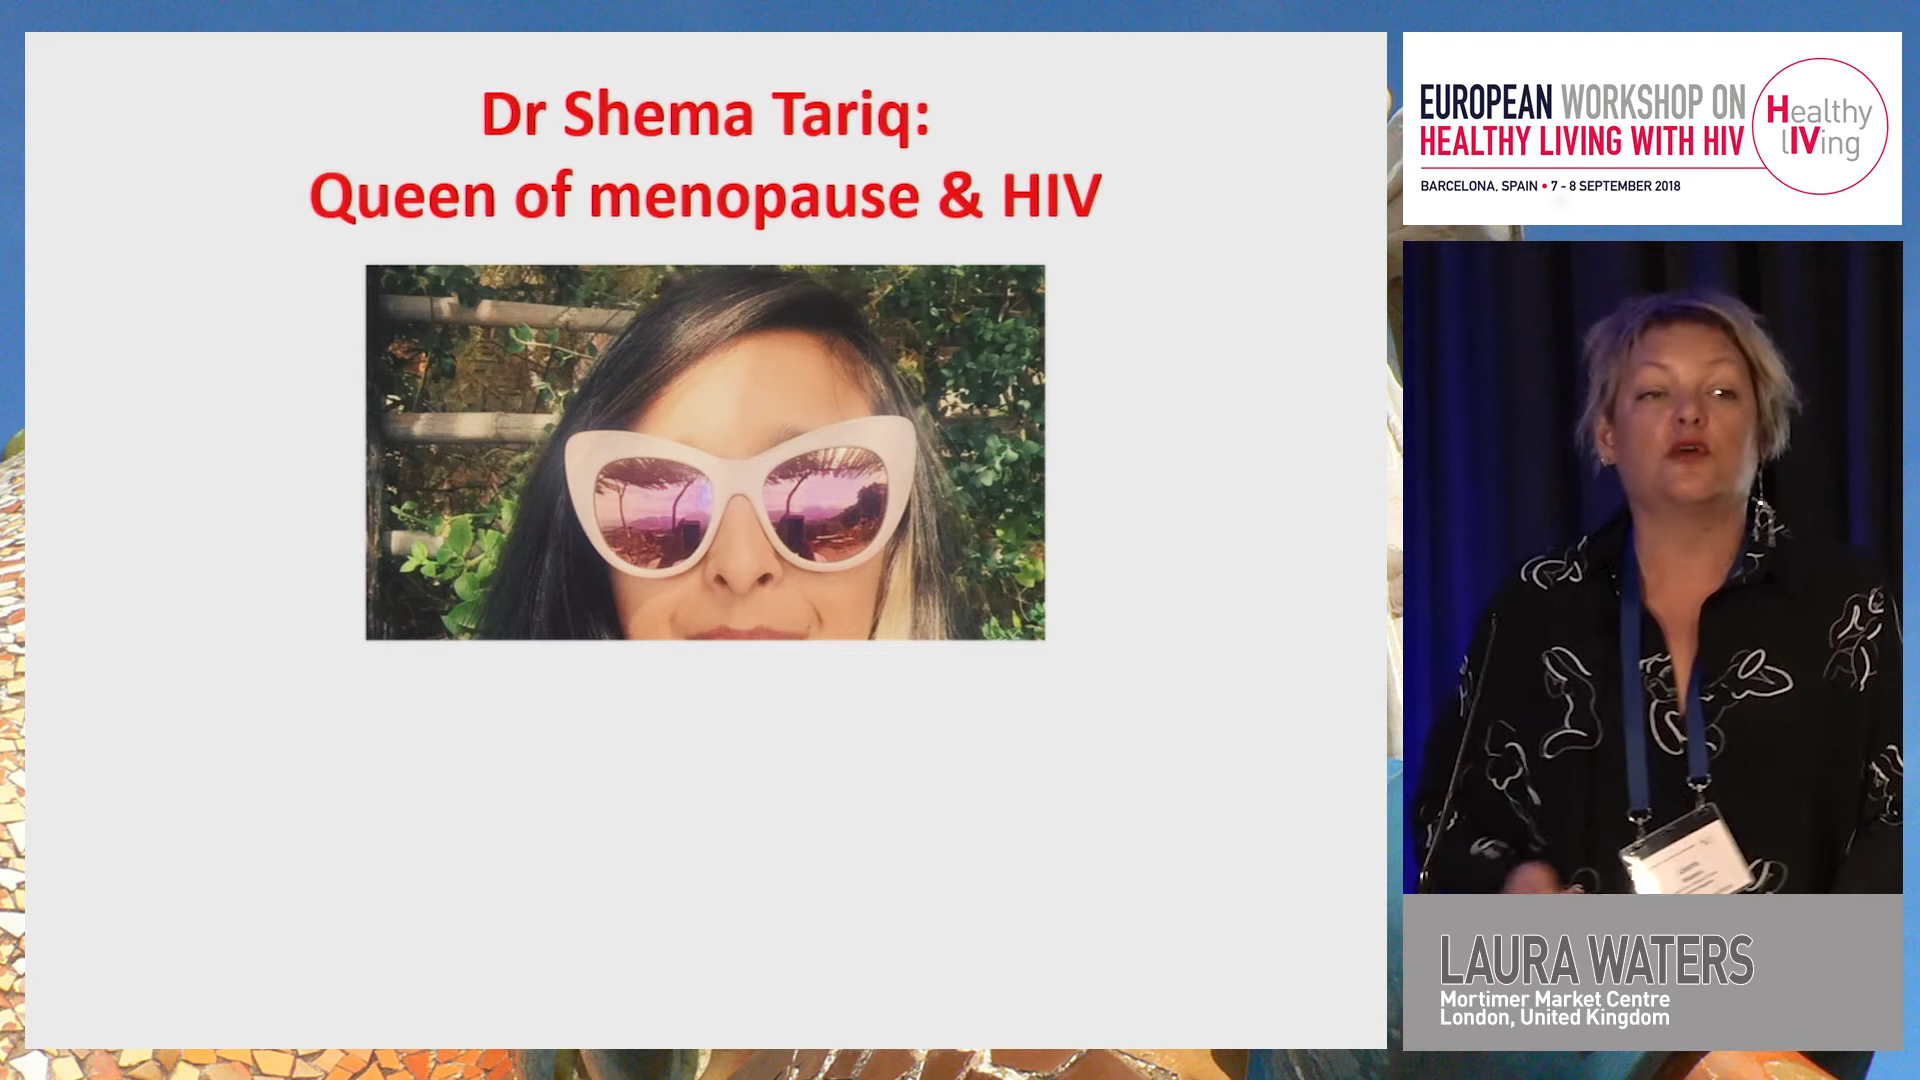 Dr Shema Tariq:
Queen of menopause & HIV
EUROPEAN WORKSHOP ON
HEALTHY LIVING WITH HIV
BARCELONA, SPAIN • 7 - 8 SEPTEMBER 2018
Healthy
lIVing
LAURA WATERS
Mortimer Market Centre
London, United Kingdom